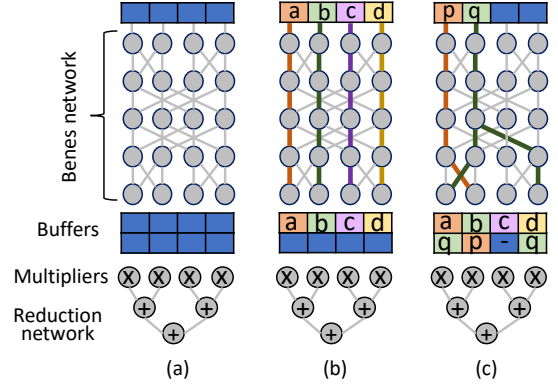 a b c d
p q
Benes network
Buffers
a b c d
a b c d
q p - q
Multipliers
X X X X
X X X X
X X X X
+ +
+ +
+ +
Reduction network
+
+
+
(a)
(b)
(c)